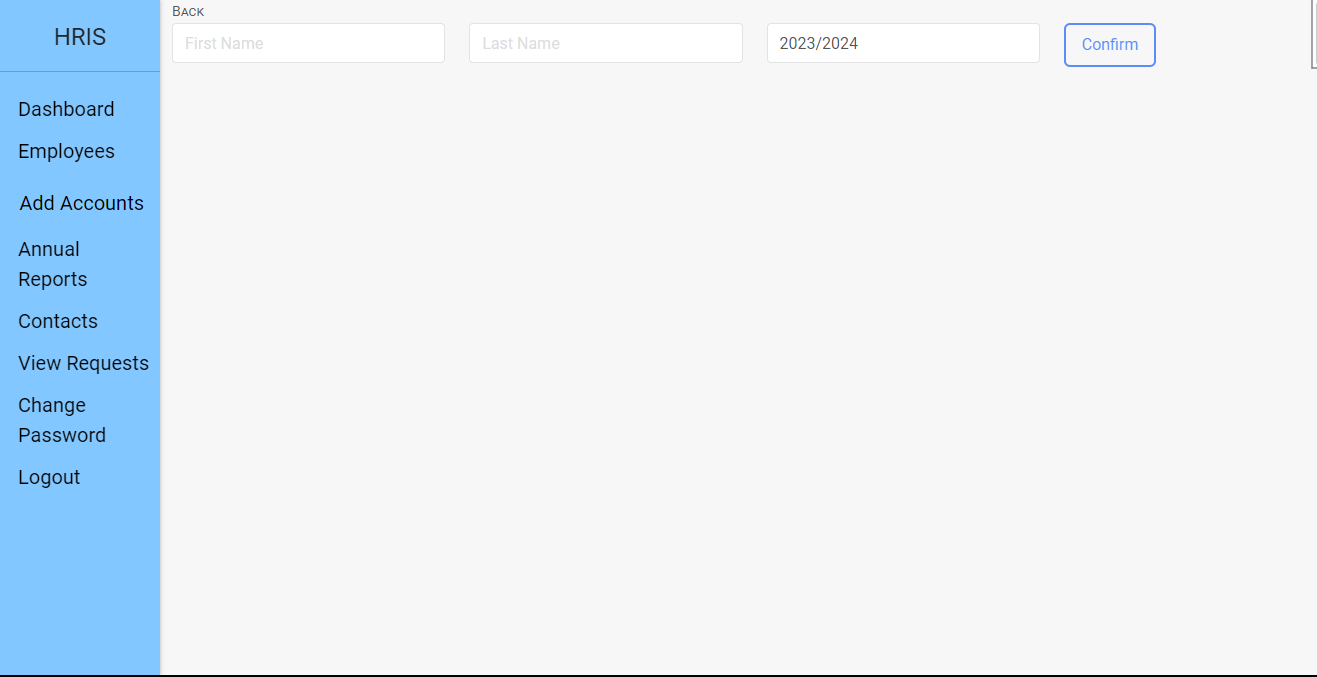 HRIS
Dashboard
Employees
Add Accounts
Annual
Reports
Contacts
View Requests
Change
Password
Logout
Back
First Name
Last Name
2023/2024
Confirm